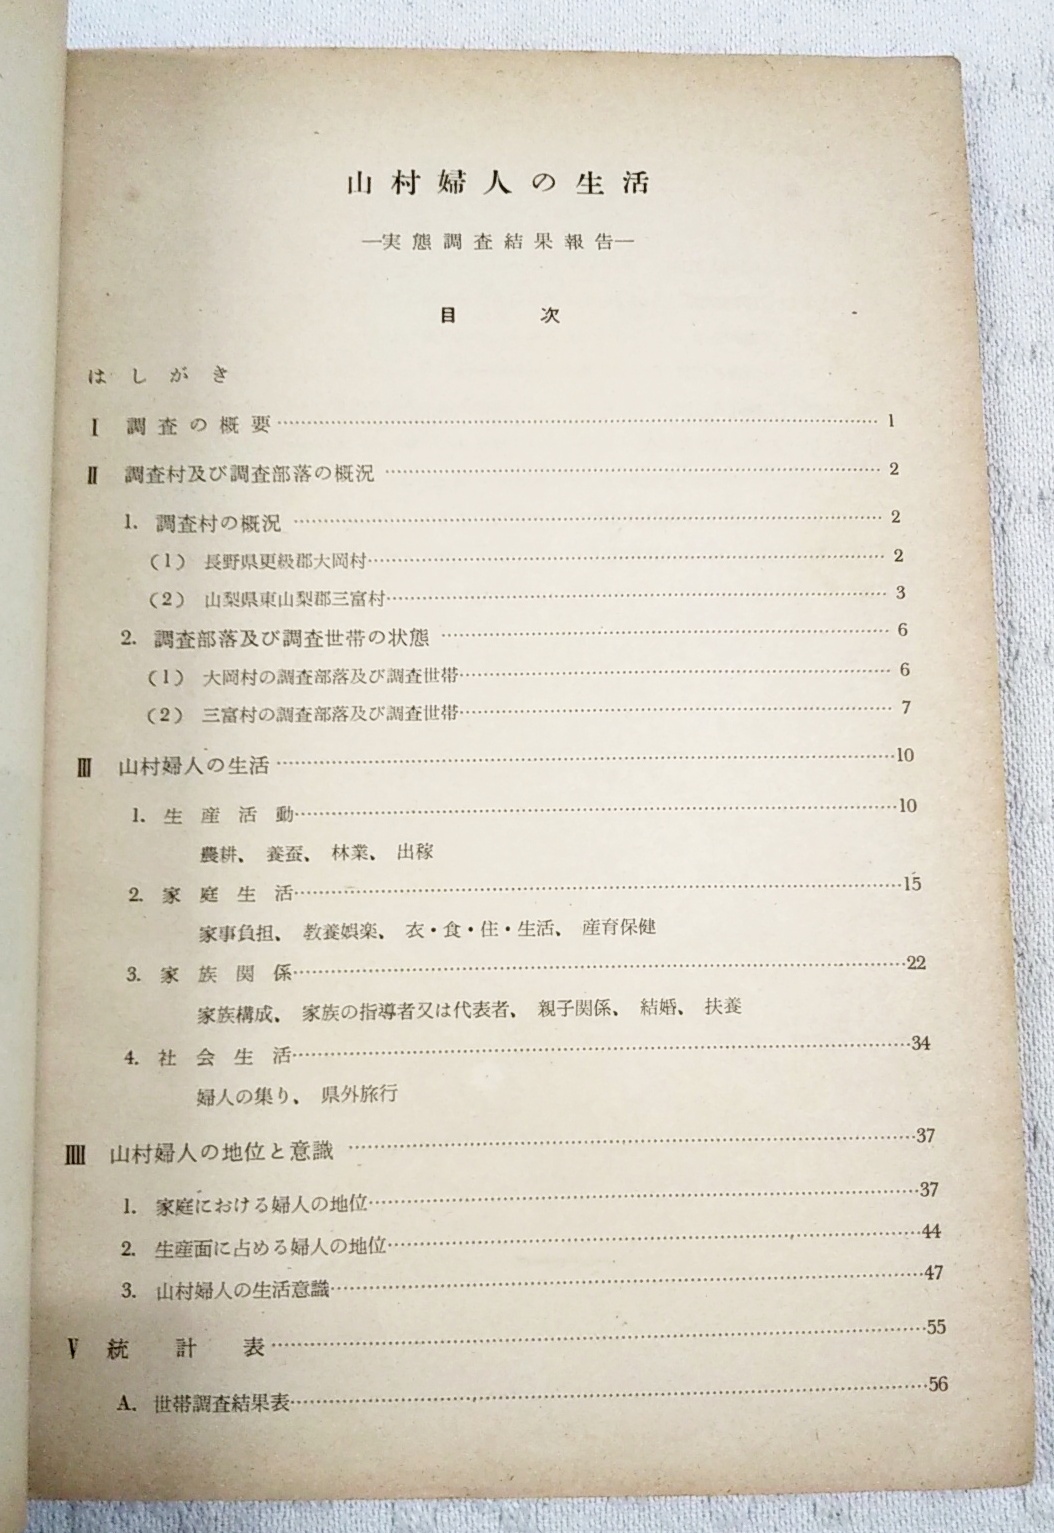 山村婦人の生活
―実態調査結果報告―
目 次
はしがき
Ⅰ 調査の概要……1
Ⅱ 調査村及び調査部落の概況……2
1. 調査村の概況……2
(1) 長野県更級郡大岡村……2
(2) 山梨県東山梨郡三富村……3
2. 調査部落及び調査世帯の状態……6
(1) 大岡村の調査部落及び調査世帯……6
(2) 三富村の調査部落及び調査世帯……7
Ⅲ 山村婦人の生活……10
1. 生産活動……10
農耕、養蚕、林業、出稼
2. 家庭生活……15
家事負担、教養娯楽、衣・食・住・生活、産育保健
3. 家族関係……22
家族構成、家族の指導者又は代表者、親子関係、結婚、扶養
4. 社会生活……34
婦人の集り、県外旅行
IIII 山村婦人の地位と意識……37
1. 家庭における婦人の地位……37
2. 生産面に占める婦人の地位……44
3. 山村婦人の生活意識……47
Ⅴ 統計表……55
A. 世帯調査結果表……56